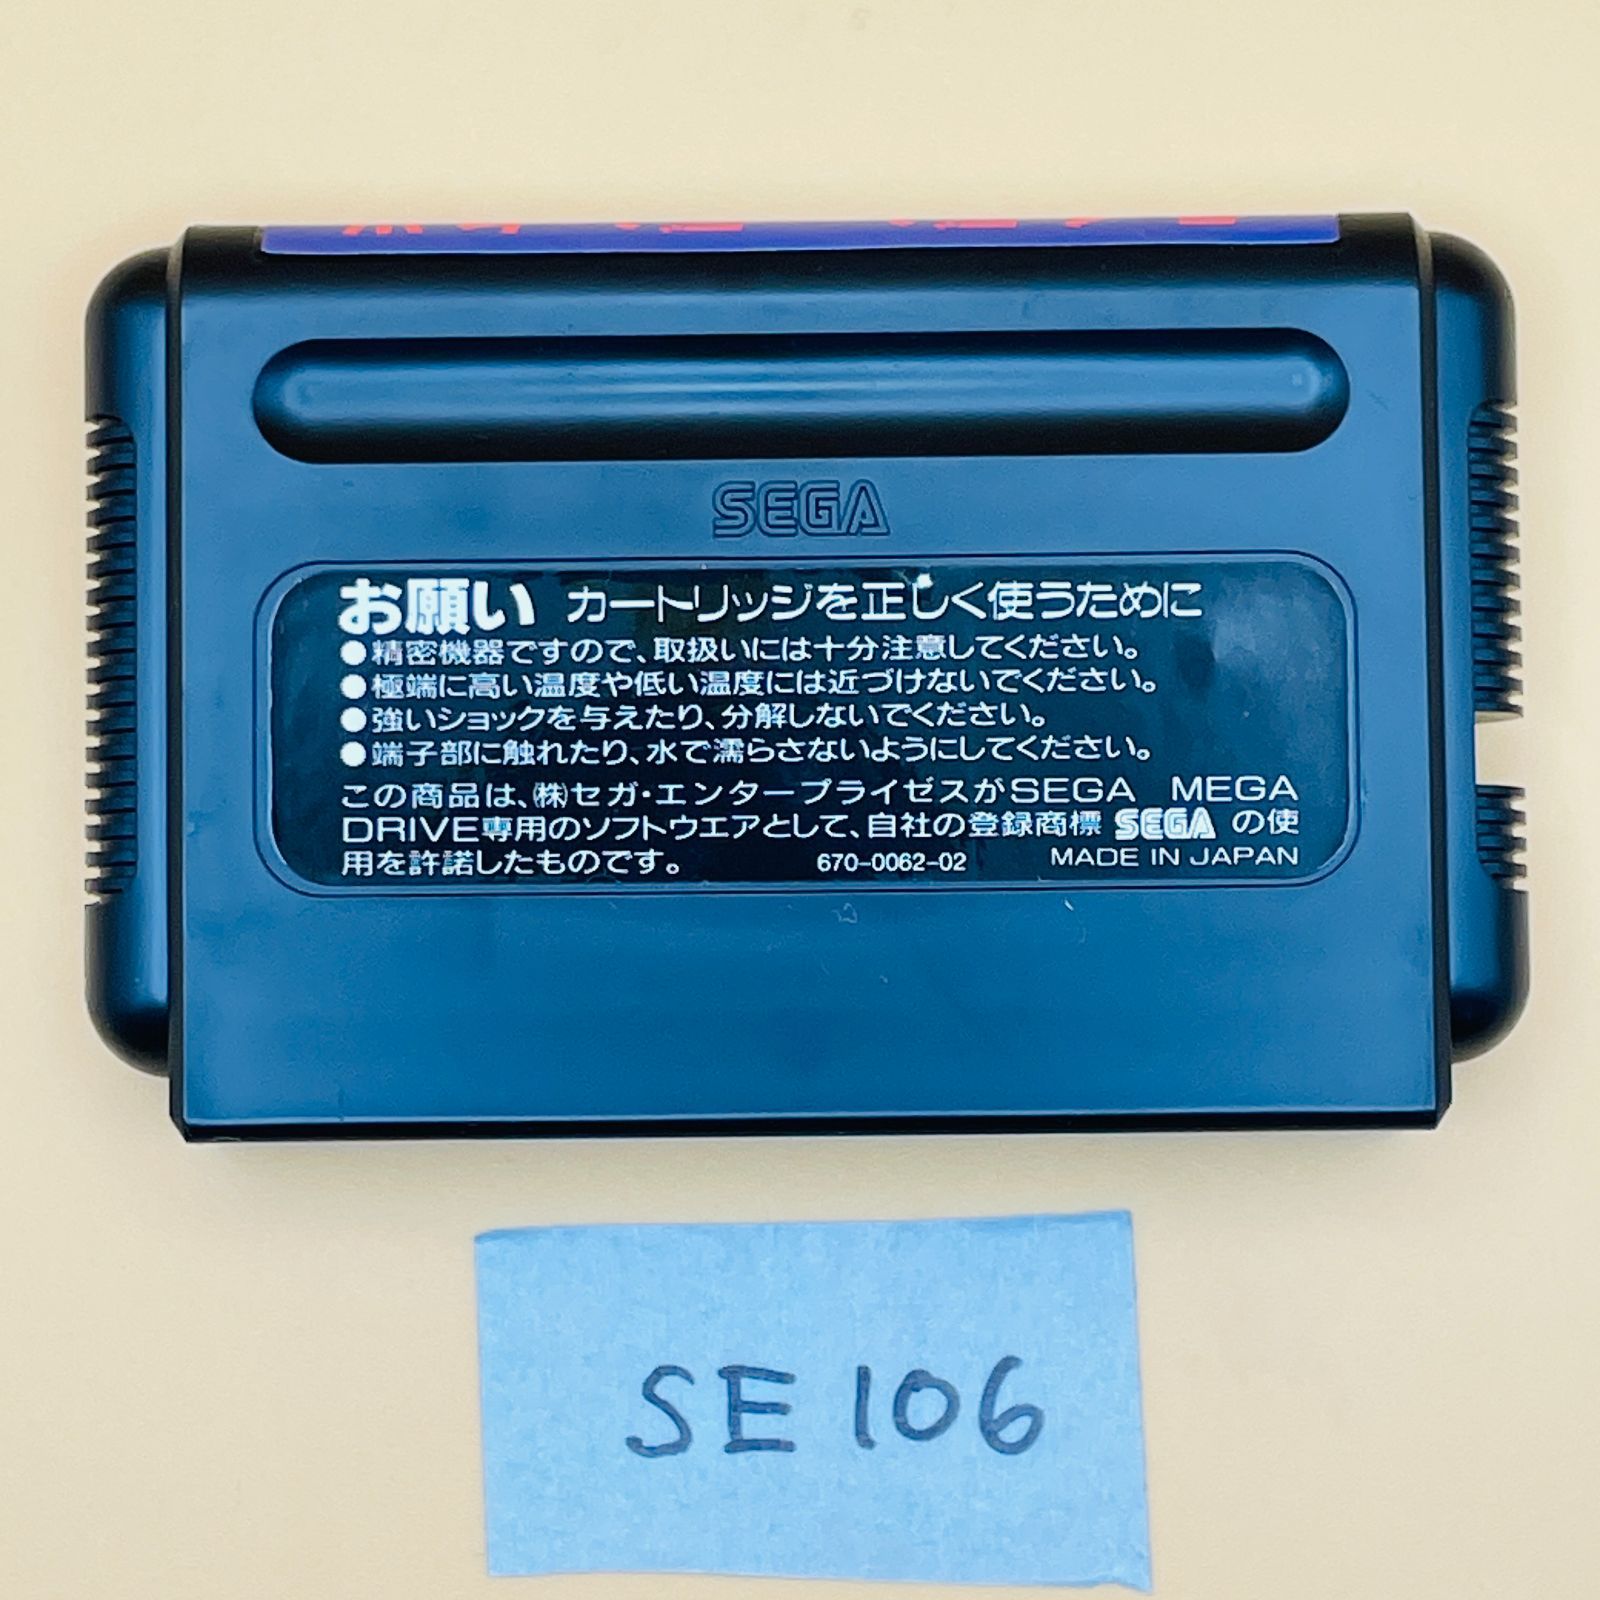 SEGA
お願い カートリッジを正しく使うために
●精密機器ですので、取扱いには十分注意してください。
●極端に高い温度や低い温度には近づけないでください。
●強いショックを与えたり、分解しないでください。
●端子部に触れたり、水で濡らさないようにしてください。
この商品は、㈱セガ・エンタープライゼスがSEGA MEGA
DRIVE専用のソフトウエアとして、自社の登録商標 SEGA の使
用を許諾したものです。 670-0062-02 MADE IN JAPAN
SE 106